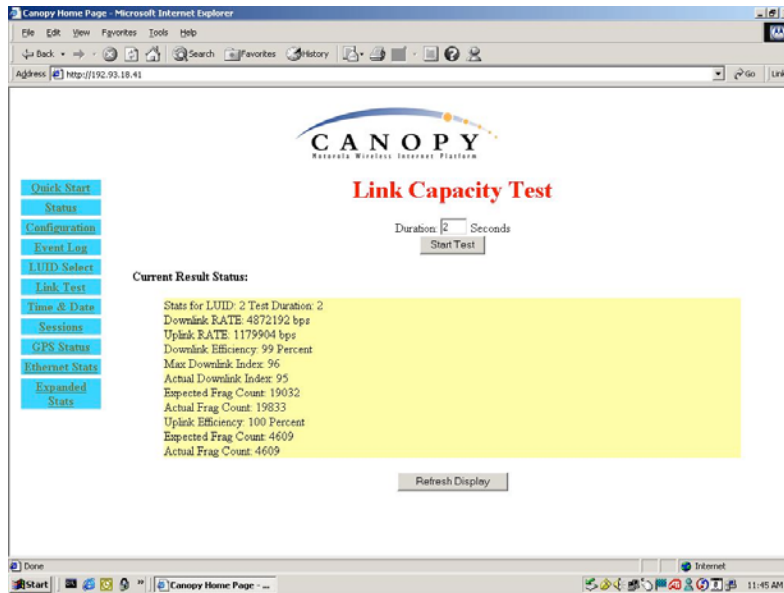 Canopy Home Page - Microsoft Internet Explorer
File Edit View Favorites Tools Help
Back Search Favorites History
Address http://192.93.18.41 Go
CANOPY
Motorola Wireless Internet Platform
Quick Start
Status
Configuration
Event Log
LUID Select
Link Test
Time & Date
Sessions
GPS Status
Ethernet Stats
Expanded
Stats
Link Capacity Test
Duration: 2 Seconds
Start Test
Current Result Status:
Stats for LUID: 2 Test Duration: 2
Downlink RATE: 4872192 bps
Uplink RATE: 1179904 bps
Downlink Efficiency: 99 Percent
Max Downlink Index: 96
Actual Downlink Index: 95
Expected Frag Count: 19032
Actual Frag Count: 19833
Uplink Efficiency: 100 Percent
Expected Frag Count: 4609
Actual Frag Count: 4609
Refresh Display
Done Internet
Start Canopy Home Page - ... 11:45 AM